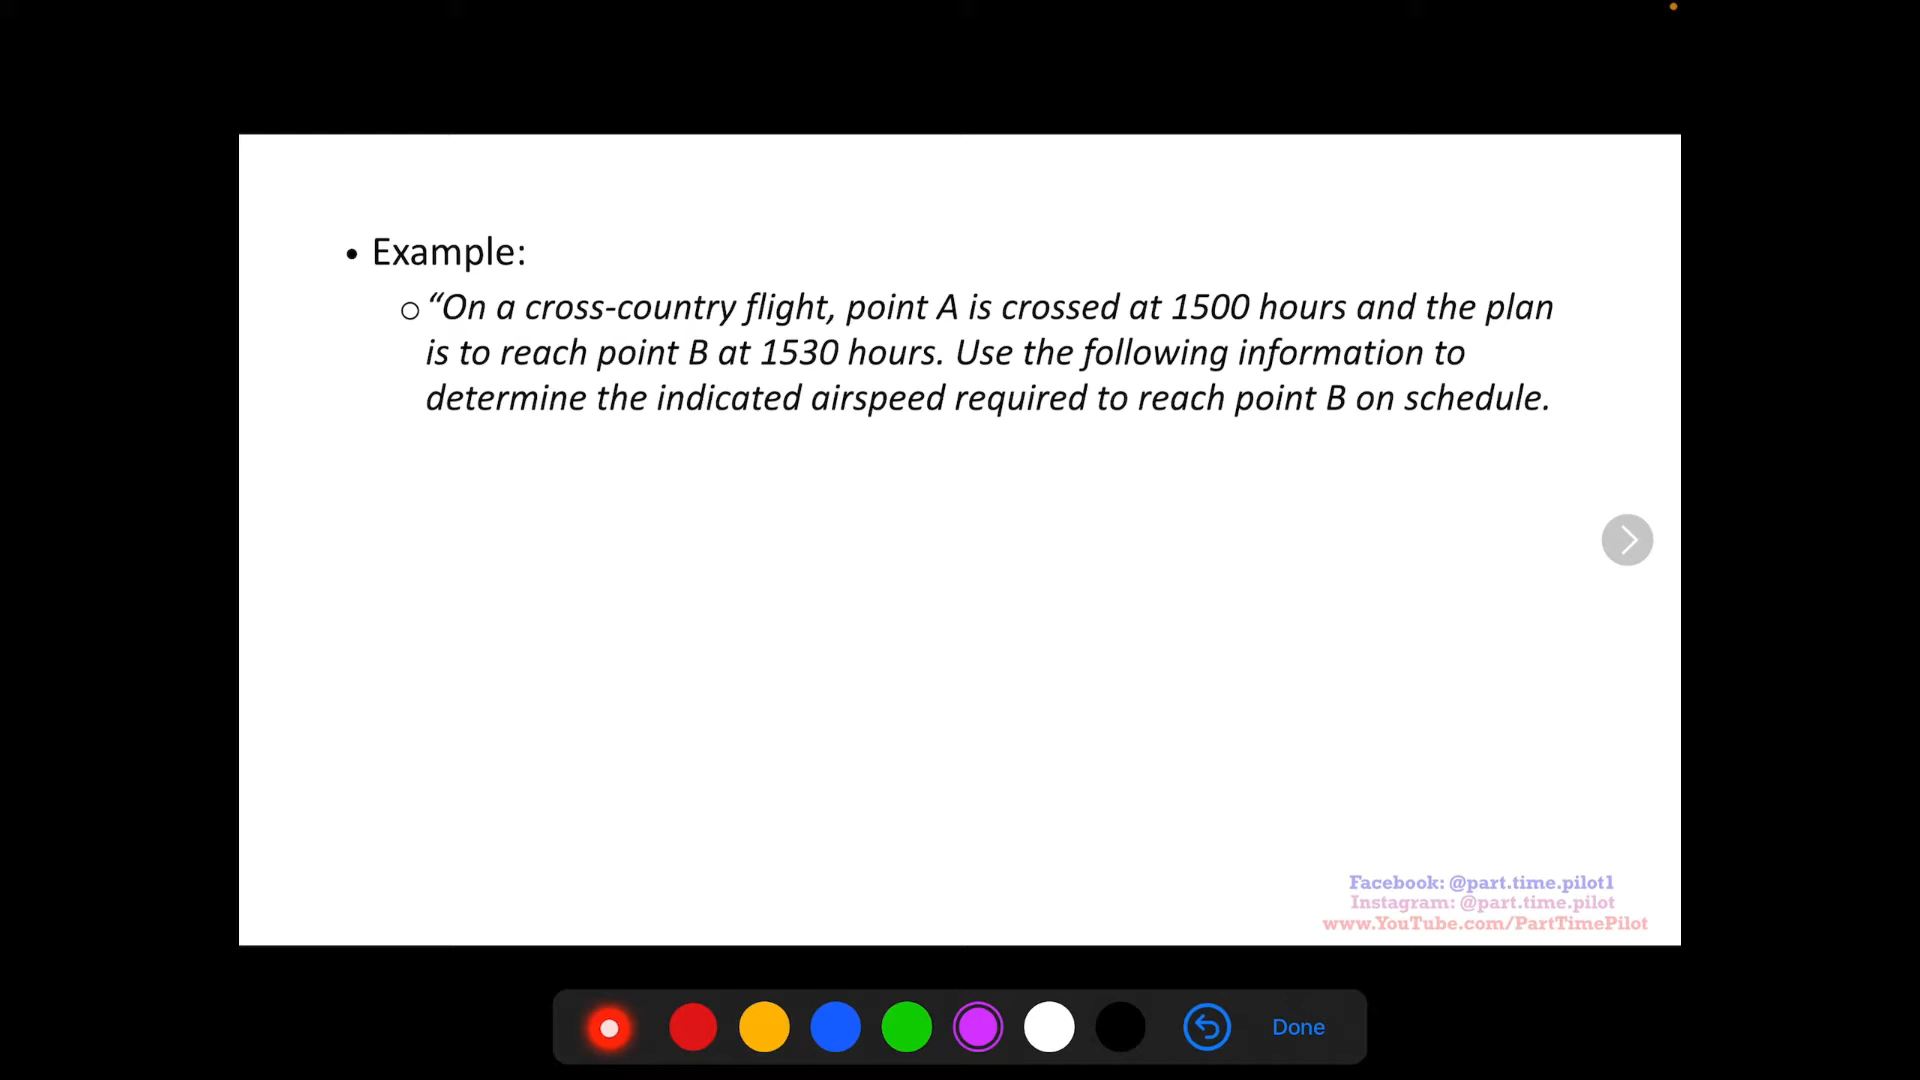 • Example:
○ “On a cross-country flight, point A is crossed at 1500 hours and the plan
is to reach point B at 1530 hours. Use the following information to
determine the indicated airspeed required to reach point B on schedule.
Facebook: @part.time.pilot1
Instagram: @part.time.pilot
www.YouTube.com/PartTimePilot
Done